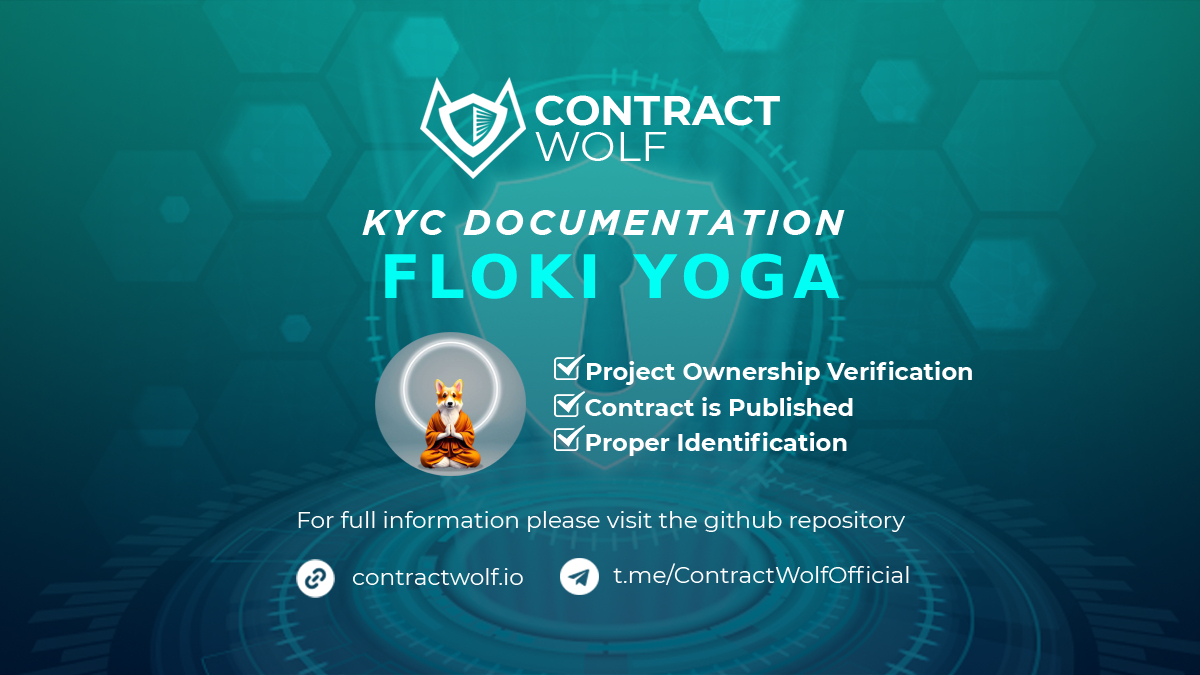 CONTRACT
WOLF
KYC DOCUMENTATION
FLOKI YOGA
Project Ownership Verification
Contract is Published
Proper Identification
For full information please visit the github repository
contractwolf.io
t.me/ContractWolfOfficial